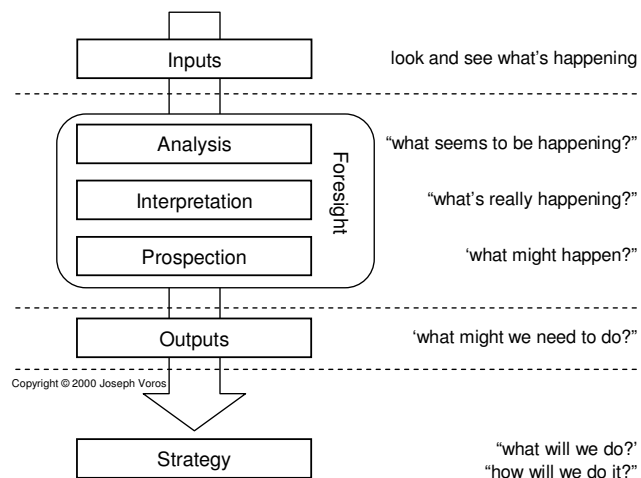 Inputs
look and see what's happening
Analysis
“what seems to be happening?”
Interpretation
“what's really happening?”
Prospection
‘what might happen?”
Foresight
Outputs
‘what might we need to do?”
Copyright © 2000 Joseph Voros
Strategy
“what will we do?’
“how will we do it?”